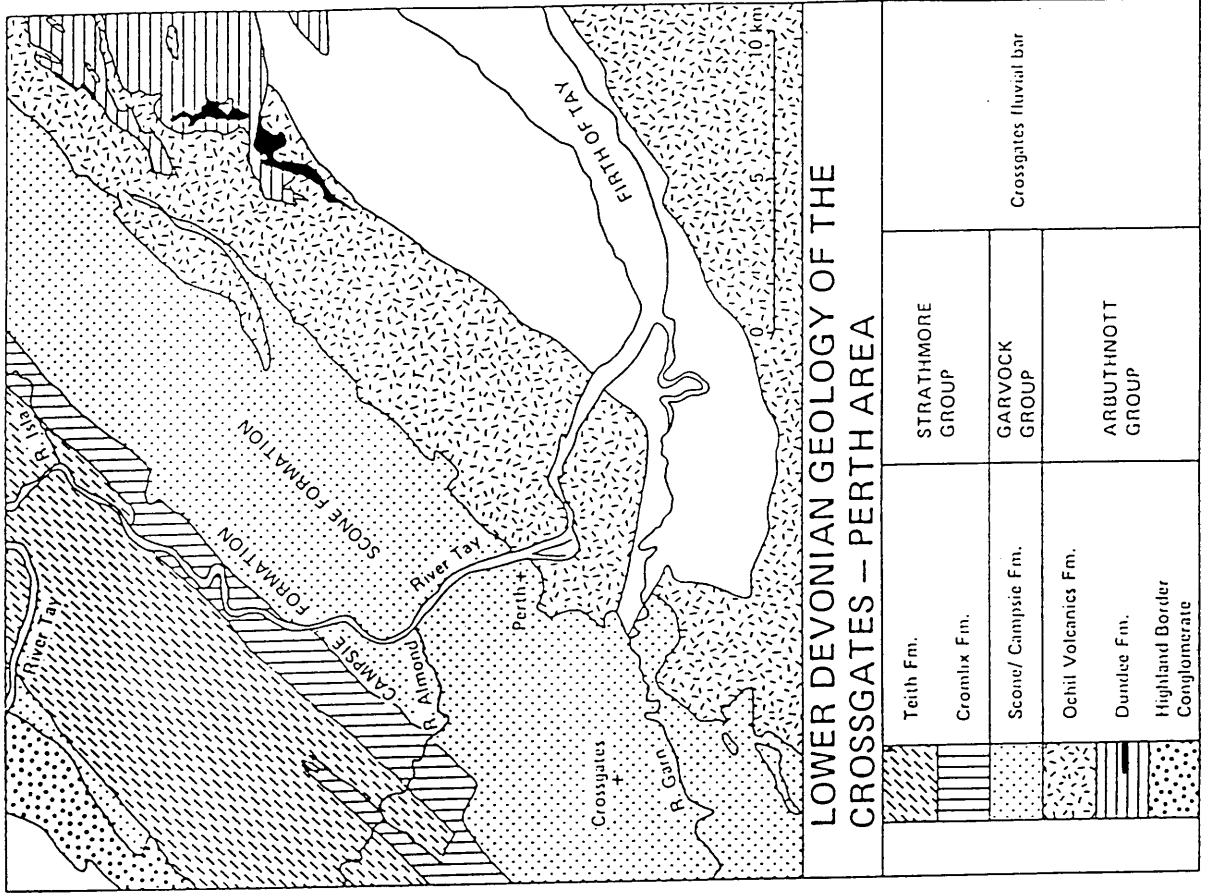 River Tay
R. Isla
FORMATION
CAMPSIE
SCONE FORMATION
R. Almond
River Tay
Perth +
Crossgates
+
R Garn
FIRTH OF TAY
0 5 10 km
LOWER DEVONIAN GEOLOGY OF THE
CROSSGATES – PERTH AREA
Teith Fm.
Cromlix Fm.
STRATHMORE
GROUP
Scone/ Campsie Fm.
GARVOCK
GROUP
Ochil Volcanics Fm.
Dundee Fm.
Highland Border
Conglomerate
ARBUTHNOTT
GROUP
Crossgates fluvial bar